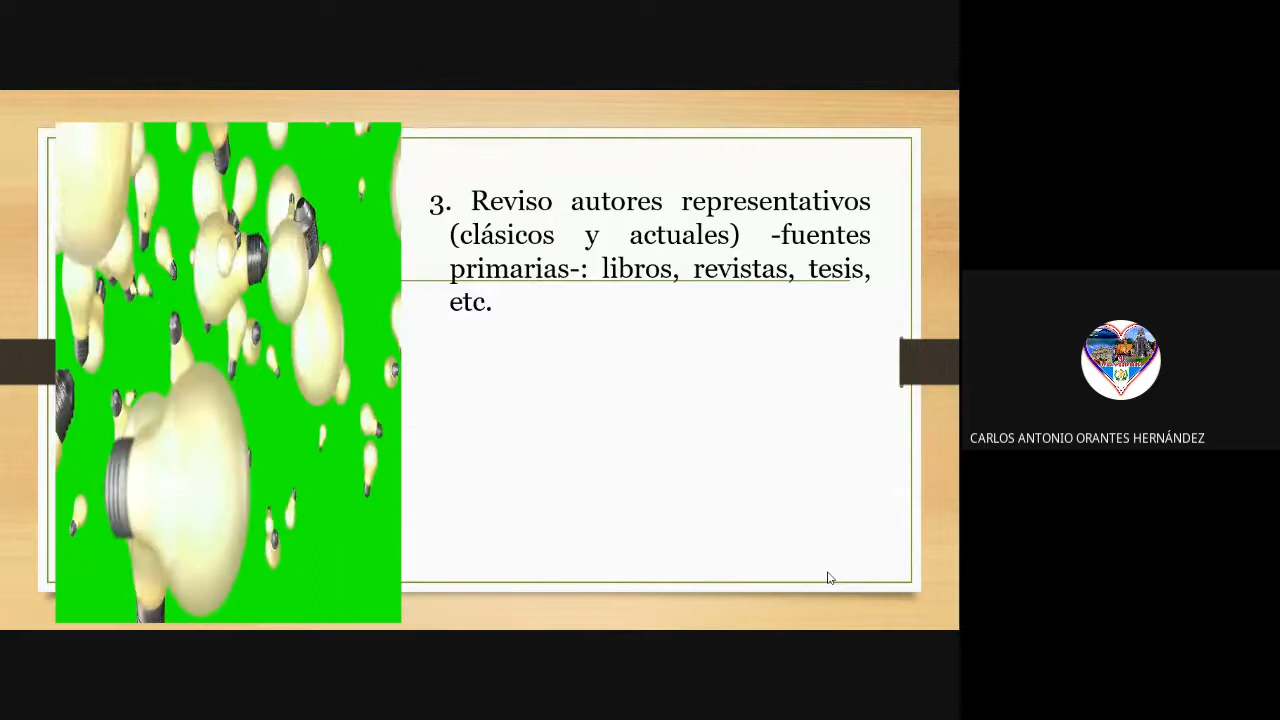 3. Reviso autores representativos
(clásicos y actuales) -fuentes
primarias-: libros, revistas, tesis,
etc.
CARLOS ANTONIO ORANTES HERNÁNDEZ